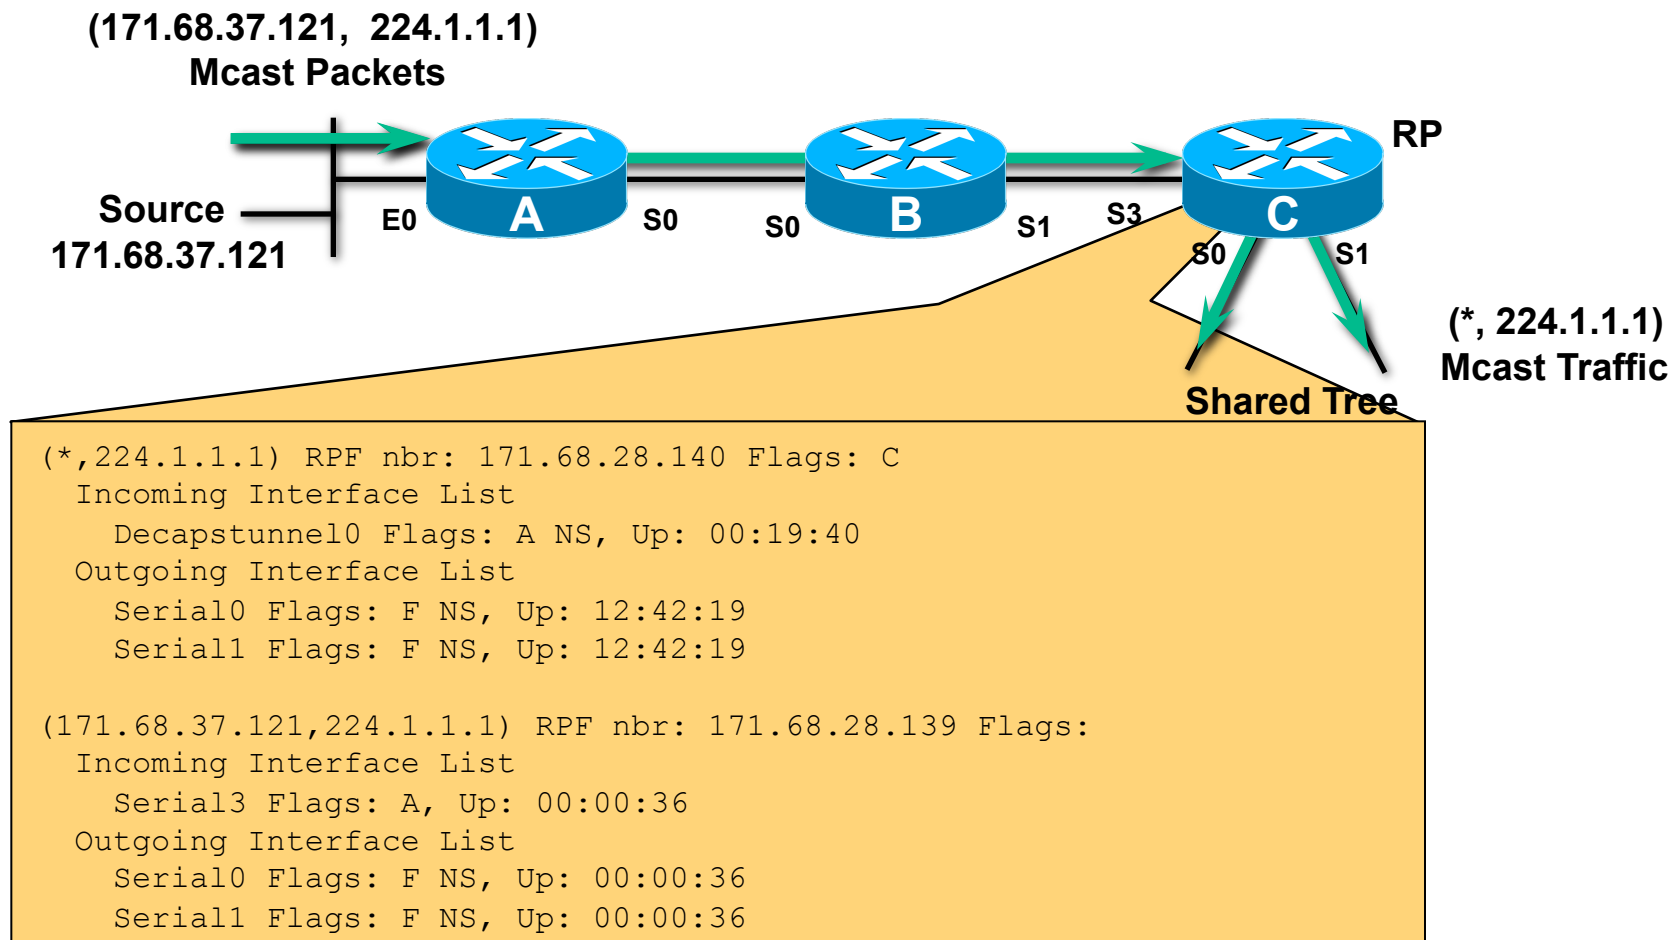 (171.68.37.121,  224.1.1.1)
Mcast Packets
RP
Source
171.68.37.121
E0
A
S0
S0
B
S1
S3
C
S0
S1
(*, 224.1.1.1)
Mcast Traffic
Shared Tree
(*,224.1.1.1) RPF nbr: 171.68.28.140 Flags: C
  Incoming Interface List
    Decapstunnel0 Flags: A NS, Up: 00:19:40
  Outgoing Interface List
    Serial0 Flags: F NS, Up: 12:42:19
    Serial1 Flags: F NS, Up: 12:42:19
(171.68.37.121,224.1.1.1) RPF nbr: 171.68.28.139 Flags:
  Incoming Interface List
    Serial3 Flags: A, Up: 00:00:36
  Outgoing Interface List
    Serial0 Flags: F NS, Up: 00:00:36
    Serial1 Flags: F NS, Up: 00:00:36